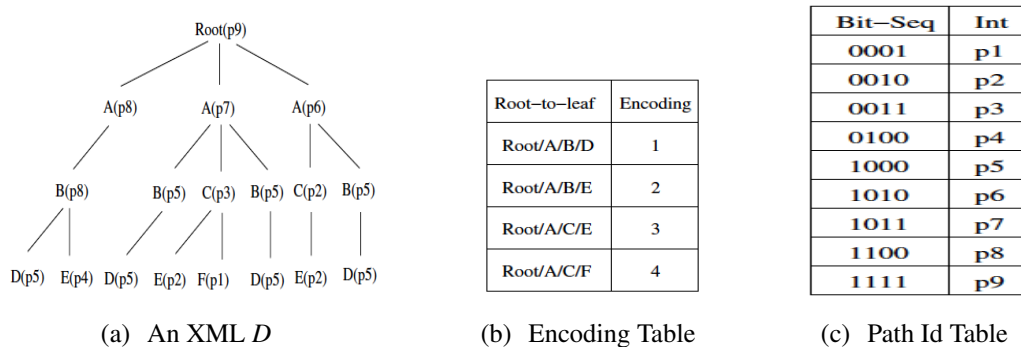 Root(p9)
A(p8) A(p7) A(p6)
B(p8) B(p5) C(p3) B(p5) C(p2) B(p5)
D(p5) E(p4) D(p5) E(p2) F(p1) D(p5) E(p2) D(p5)
(a) An XML D
Root−to−leaf Encoding
Root/A/B/D 1
Root/A/B/E 2
Root/A/C/E 3
Root/A/C/F 4
(b) Encoding Table
Bit−Seq Int
0001 p1
0010 p2
0011 p3
0100 p4
1000 p5
1010 p6
1011 p7
1100 p8
1111 p9
(c) Path Id Table